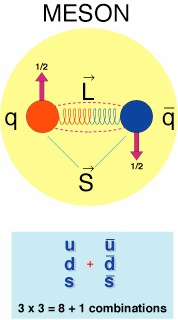 MESON
1/2
L⃗
q q̅
1/2
S⃗
u u̅
d + d̅
s s̅
3 x 3 = 8 + 1 combinations